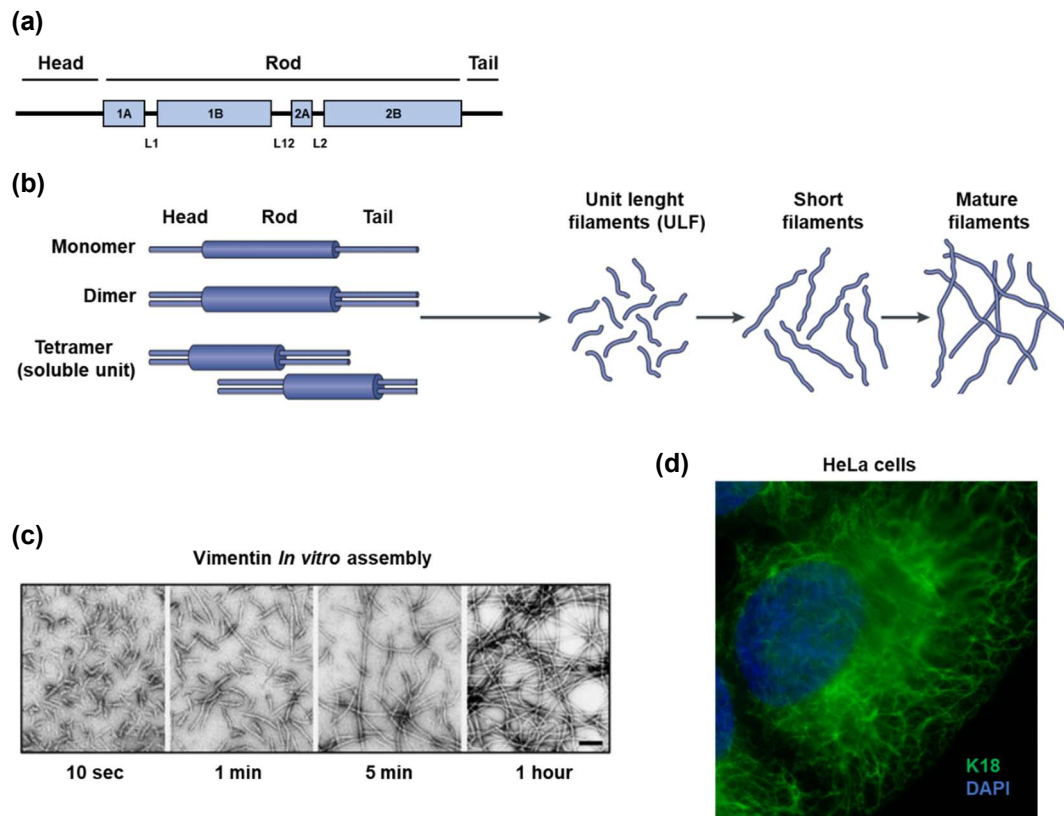 (a)
Head Rod Tail
1A 1B 2A 2B
L1 L12 L2
(b)
Head Rod Tail
Monomer
Dimer
Tetramer
(soluble unit)
Unit lenght
filaments (ULF)
Short
filaments
Mature
filaments
(c)
Vimentin In vitro assembly
10 sec 1 min 5 min 1 hour
(d)
HeLa cells
K18
DAPI